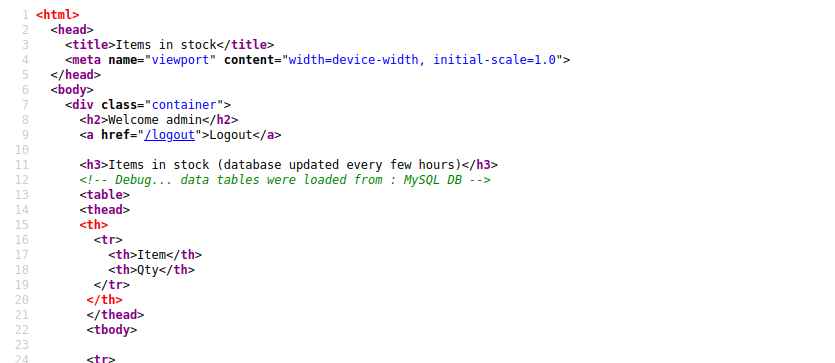 1 <html>
2   <head>
3     <title>Items in stock</title>
4     <meta name="viewport" content="width=device-width, initial-scale=1.0">
5   </head>
6   <body>
7     <div class="container">
8       <h2>Welcome admin</h2>
9       <a href="/logout">Logout</a>
10
11       <h3>Items in stock (database updated every few hours)</h3>
12       <!-- Debug... data tables were loaded from : MySQL DB -->
13       <table>
14       <thead>
15       <th>
16         <tr>
17           <th>Item</th>
18           <th>Qty</th>
19         </tr>
20        </th>
21        </thead>
22        <tbody>
23
24        <tr>